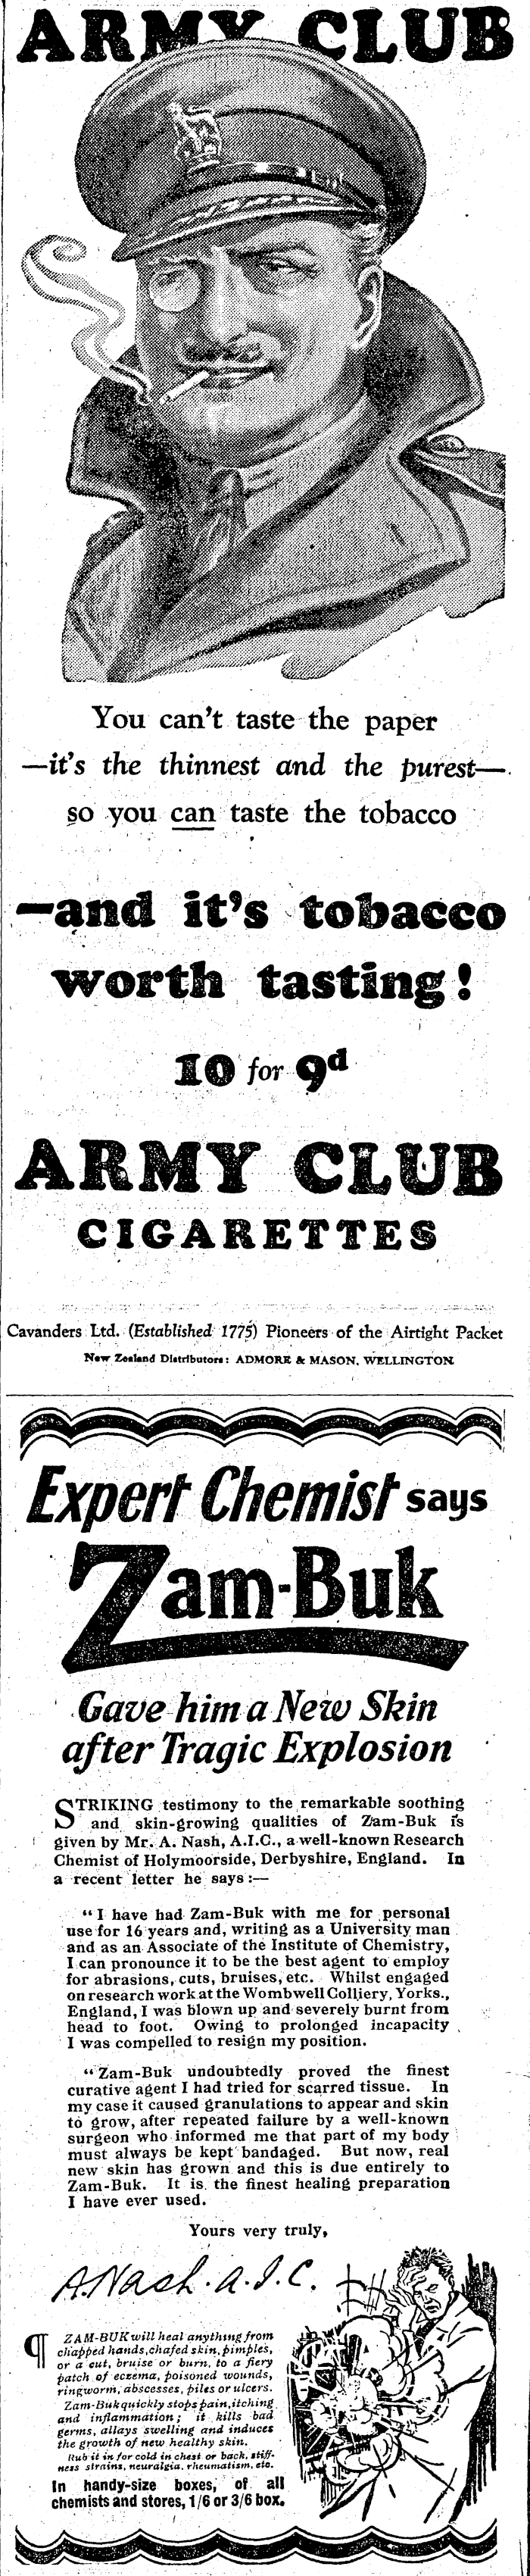 ARMY CLUB
You can't taste the paper
—it's the thinnest and the purest—
so you can taste the tobacco
—and it's tobacco
worth tasting!
10 for 9d
ARMY CLUB
CIGARETTES
Cavanders Ltd. (Established 1775) Pioneers of the Airtight Packet
New Zealand Distributors: ADMORE & MASON, WELLINGTON
Expert Chemist says
Zam-Buk
Gave him a New Skin
after Tragic Explosion
STRIKING testimony to the remarkable soothing
and skin-growing qualities of Zam-Buk is
given by Mr. A. Nash, A.I.C., a well-known Research
Chemist of Holymoorside, Derbyshire, England. In
a recent letter he says:—
"I have had Zam-Buk with me for personal
use for 16 years and, writing as a University man
and as an Associate of the Institute of Chemistry,
I can pronounce it to be the best agent to employ
for abrasions, cuts, bruises, etc. Whilst engaged
on research work at the Wombwell Colliery, Yorks.,
England, I was blown up and severely burnt from
head to foot. Owing to prolonged incapacity
I was compelled to resign my position.
"Zam-Buk undoubtedly proved the finest
curative agent I had tried for scarred tissue. In
my case it caused granulations to appear and skin
to grow, after repeated failure by a well-known
surgeon who informed me that part of my body
must always be kept bandaged. But now, real
new skin has grown and this is due entirely to
Zam-Buk. It is the finest healing preparation
I have ever used.
Yours very truly,
A. Nash. A.I.C.
¶ ZAM-BUK will heal anything from
chapped hands, chafed skin, pimples,
or a cut, bruise or burn, to a fiery
patch of eczema, poisoned wounds,
ringworm, abscesses, piles or ulcers.
Zam-Buk quickly stops pain, itching
and inflammation; it kills bad
germs, allays swelling and induces
the growth of new healthy skin.
Rub it in for cold in chest or back, stiff-
ness strains, neuralgia, rheumatism, etc.
In handy-size boxes, of all
chemists and stores, 1/6 or 3/6 box.